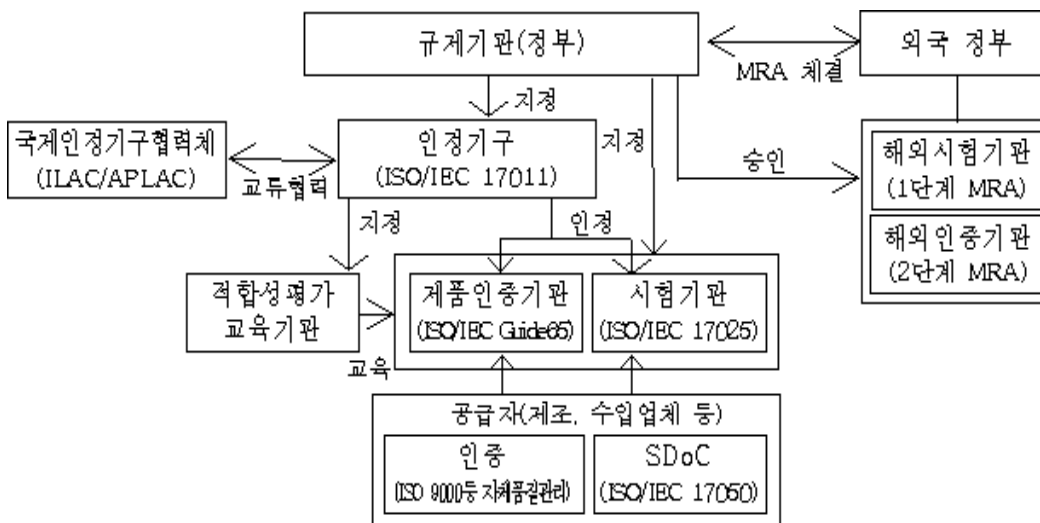 규제기관(정부)
외국 정부
MRA 체결
지정
국제인정기구협력체
(ILAC/APLAC)
교류협력
인정기구
(ISO/IEC 17011)
지정
승인
해외시험기관
(1단계 MRA)
해외인증기관
(2단계 MRA)
지정
인정
적합성평가
교육기관
교육
제품인증기관
(ISO/IEC Guide65)
시험기관
(ISO/IEC 17025)
공급자(제조, 수입업체 등)
인증
(ISO 9000등 자체품질관리)
SDoC
(ISO/IEC 17050)